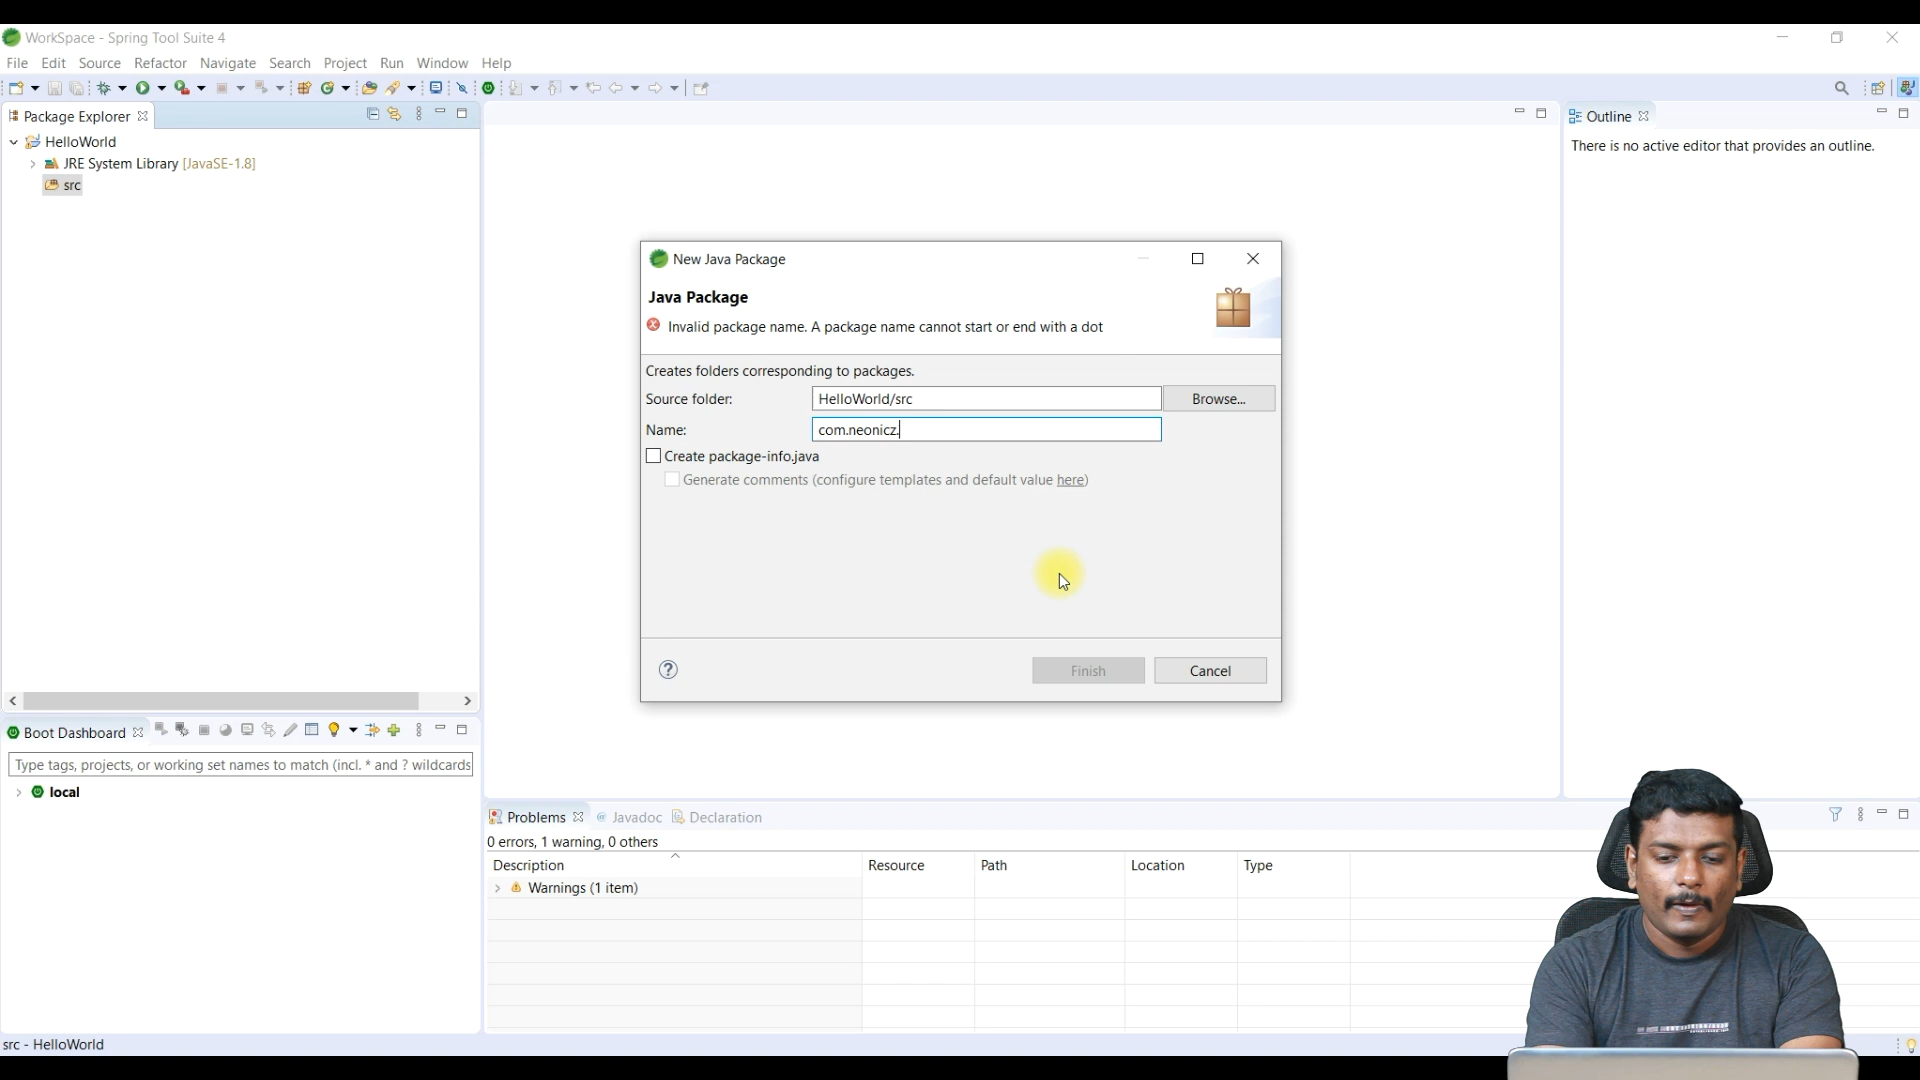 WorkSpace - Spring Tool Suite 4
File Edit Source Refactor Navigate Search Project Run Window Help
Package Explorer
HelloWorld
JRE System Library [JavaSE-1.8]
src
Outline
There is no active editor that provides an outline.
New Java Package
Java Package
Invalid package name. A package name cannot start or end with a dot
Creates folders corresponding to packages.
Source folder: HelloWorld/src Browse...
Name: com.neonicz.
Create package-info.java
Generate comments (configure templates and default value here)
Finish Cancel
Boot Dashboard
Type tags, projects, or working set names to match (incl. * and ? wildcards
local
Problems Javadoc Declaration
0 errors, 1 warning, 0 others
Description Resource Path Location Type
Warnings (1 item)
src - HelloWorld